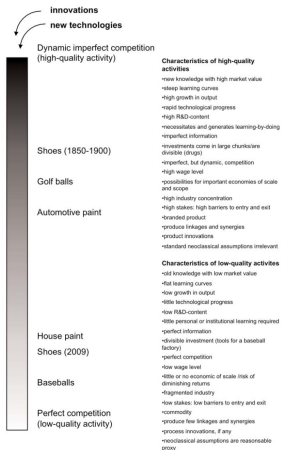 innovations
new technologies
Dynamic imperfect competition
(high-quality activity)
Shoes (1850-1900)
Golf balls
Automotive paint
House paint
Shoes (2009)
Baseballs
Perfect competition
(low-quality activity)
Characteristics of high-quality
activities
•new knowledge with high market value
•steep learning curves
•high growth in output
•rapid technological progress
•high R&D-content
•necessitates and generates learning-by-doing
•imperfect information
•investments come in large chunks/are
divisible (drugs)
•imperfect, but dynamic, competition
•high wage level
•possibilities for important economies of scale
and scope
•high industry concentration
•high stakes: high barriers to entry and exit
•branded product
•produce linkages and synergies
•product innovations
•standard neoclassical assumptions irrelevant
Characteristics of low-quality activites
•old knowledge with low market value
•flat learning curves
•low growth in output
•little technological progress
•low R&D-content
•little personal or institutional learning required
•perfect information
•divisible investment (tools for a baseball
factory)
•perfect competition
•low wage level
•little or no economic of scale /risk of
diminishing returns
•fragmented industry
•low stakes: low barriers to entry and exit
•commodity
•produce few linkages and synergies
•process innovations, if any
•neoclassical assumptions are reasonsable
proxy